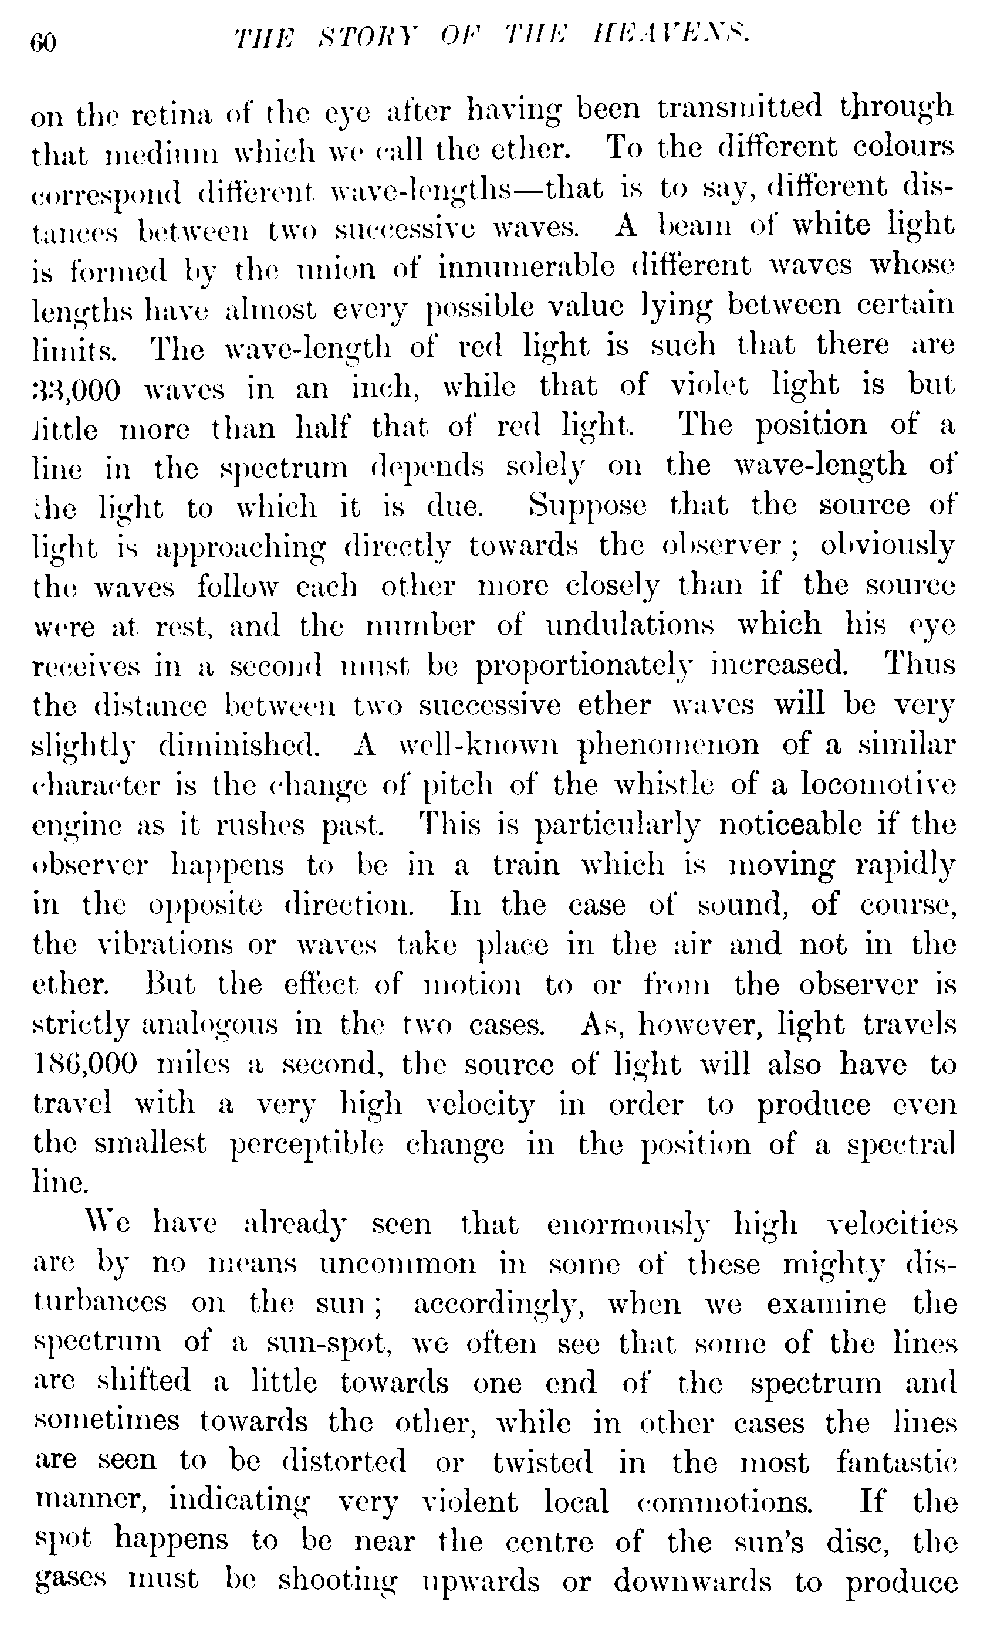 60 THE STORY OF THE HEAVENS.
on the retina of the eye after having been transmitted through
that medium which we call the ether. To the different colours
correspond different wave-lengths—that is to say, different dis-
tances between two successive waves. A beam of white light
is formed by the union of innumerable different waves whose
lengths have almost every possible value lying between certain
limits. The wave-length of red light is such that there are
33,000 waves in an inch, while that of violet light is but
little more than half that of red light. The position of a
line in the spectrum depends solely on the wave-length of
the light to which it is due. Suppose that the source of
light is approaching directly towards the observer; obviously
the waves follow each other more closely than if the source
were at rest, and the number of undulations which his eye
receives in a second must be proportionately increased. Thus
the distance between two successive ether waves will be very
slightly diminished. A well-known phenomenon of a similar
character is the change of pitch of the whistle of a locomotive
engine as it rushes past. This is particularly noticeable if the
observer happens to be in a train which is moving rapidly
in the opposite direction. In the case of sound, of course,
the vibrations or waves take place in the air and not in the
ether. But the effect of motion to or from the observer is
strictly analogous in the two cases. As, however, light travels
186,000 miles a second, the source of light will also have to
travel with a very high velocity in order to produce even
the smallest perceptible change in the position of a spectral
line.
We have already seen that enormously high velocities
are by no means uncommon in some of these mighty dis-
turbances on the sun; accordingly, when we examine the
spectrum of a sun-spot, we often see that some of the lines
are shifted a little towards one end of the spectrum and
sometimes towards the other, while in other cases the lines
are seen to be distorted or twisted in the most fantastic
manner, indicating very violent local commotions. If the
spot happens to be near the centre of the sun's disc, the
gases must be shooting upwards or downwards to produce